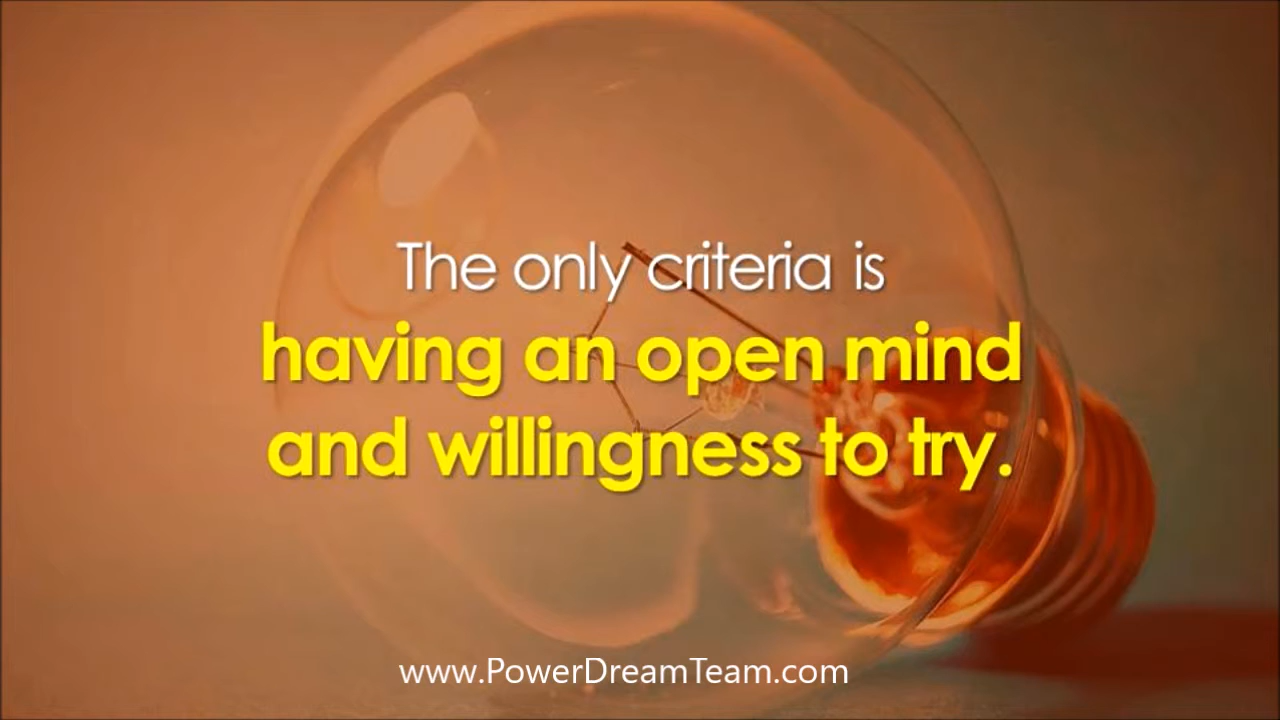 The only criteria is
having an open mind
and willingness to try.
www.PowerDreamTeam.com